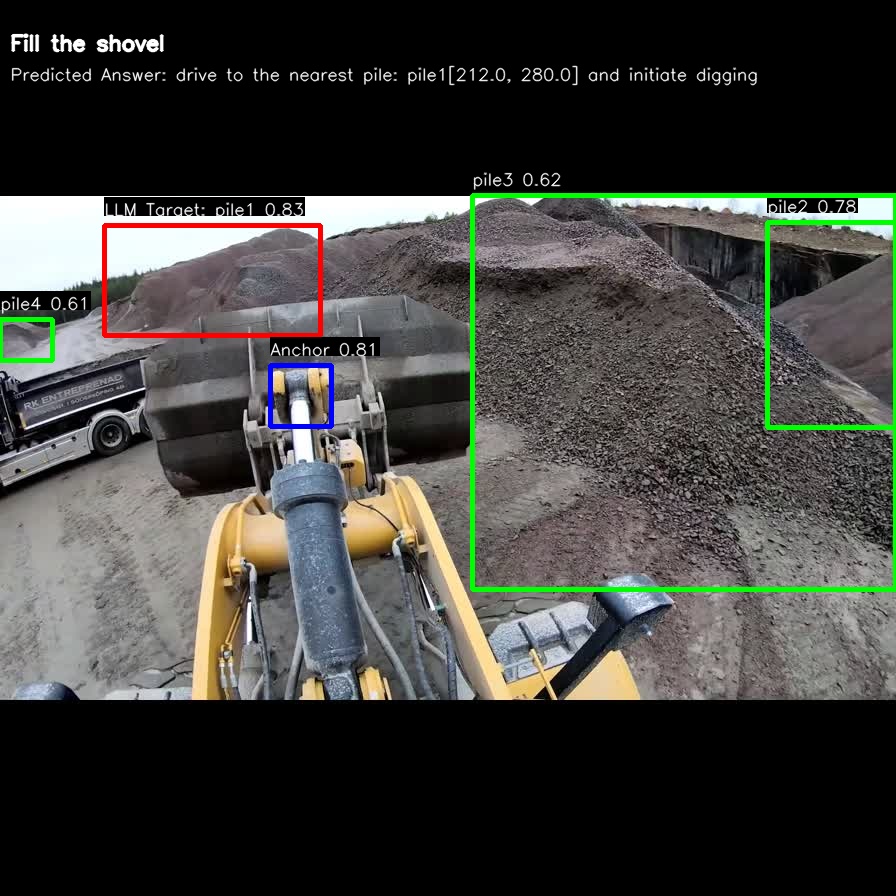 Fill the shovel
Predicted Answer: drive to the nearest pile: pile1[212.0, 280.0] and initiate digging
pile3 0.62
pile2 0.78
LLM Target: pile1 0.83
pile4 0.61
Anchor 0.81
RK ENTREPRENAD